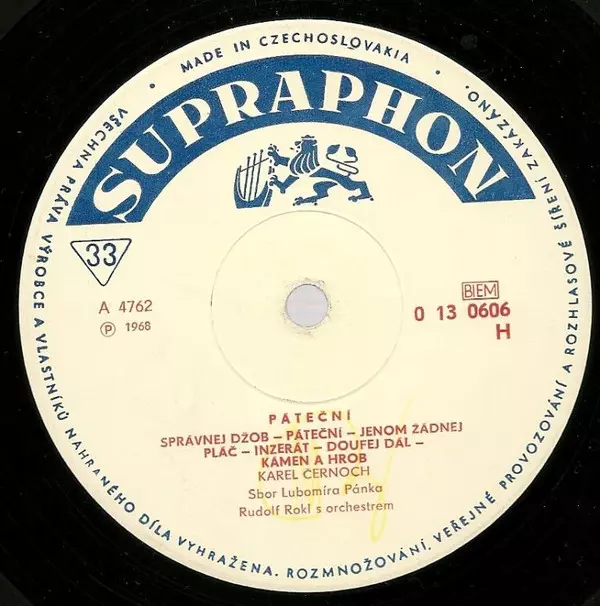 MADE IN CZECHOSLOVAKIA
SUPRAPHON
33
A 4762
Ⓟ 1968
BIEM
0 13 0606
H
PÁTEČNÍ
SPRÁVNEJ DŽOB – PÁTEČNÍ – JENOM ŽÁDNEJ
PLÁČ – INZERÁT – DOUFEJ DÁL –
KÁMEN A HROB
KAREL ČERNOCH
Sbor Lubomíra Pánka
Rudolf Rokl s orchestrem
VŠECHNA PRÁVA VÝROBCE A VLASTNÍKŮ NAHRANÉHO DÍLA VYHRAŽENA. ROZMNOŽOVÁNÍ, VEŘEJNÉ PROVOZOVÁNÍ A ROZHLASOVÉ ŠÍŘENÍ ZAKÁZÁNO.